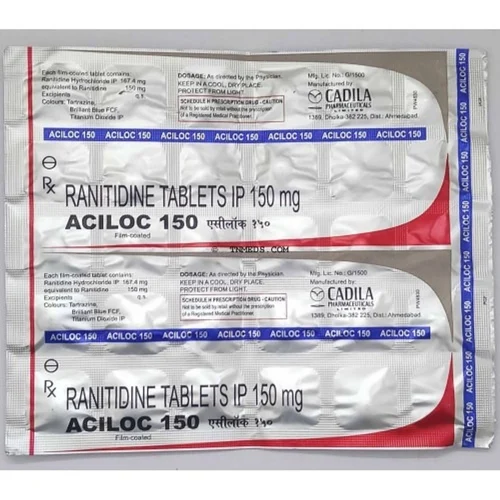 Each film-coated tablet contains:
Ranitidine Hydrochloride IP 167.4 mg
equivalent to Ranitidine 150 mg
Excipients q.s
Colours: Tartrazine,
Brilliant Blue FCF,
Titanium Dioxide IP
DOSAGE: As directed by the Physician.
KEEP IN A COOL, DRY PLACE.
PROTECT FROM LIGHT.
SCHEDULE H PRESCRIPTION DRUG - CAUTION
Not to be sold by retail without the prescription
of a Registered Medical Practitioner.
Mfg. Lic. No.: G/1500
Manufactured by:
CADILA
PHARMACEUTICALS
LIMITED
1389, Dholka-382 225, Dist.: Ahmedabad.
ACILOC 150 ACILOC 150 ACILOC 150 ACILOC 150 ACILOC 150 ACILOC 150 ACILOC 150
Rx
RANITIDINE TABLETS IP 150 mg
ACILOC 150 एसीलॉक १५०
Film-coated
© TNMEDS.COM
Each film-coated tablet contains:
Ranitidine Hydrochloride IP 167.4 mg
equivalent to Ranitidine 150 mg
Excipients q.s
Colours: Tartrazine,
Brilliant Blue FCF,
Titanium Dioxide IP
DOSAGE: As directed by the Physician.
KEEP IN A COOL, DRY PLACE.
PROTECT FROM LIGHT.
SCHEDULE H PRESCRIPTION DRUG - CAUTION
Not to be sold by retail without the prescription
of a Registered Medical Practitioner.
Mfg. Lic. No.: G/1500
Manufactured by:
CADILA
PHARMACEUTICALS
LIMITED
1389, Dholka-382 225, Dist.: Ahmedabad.
ACILOC 150 ACILOC 150 ACILOC 150 ACILOC 150 ACILOC 150 ACILOC 150 ACILOC 150
Rx
RANITIDINE TABLETS IP 150 mg
ACILOC 150 एसीलॉक १५०
Film-coated
ACILOC 150 ACILOC 150 ACILOC 150 ACILOC 150 ACILOC 150 ACILOC 150